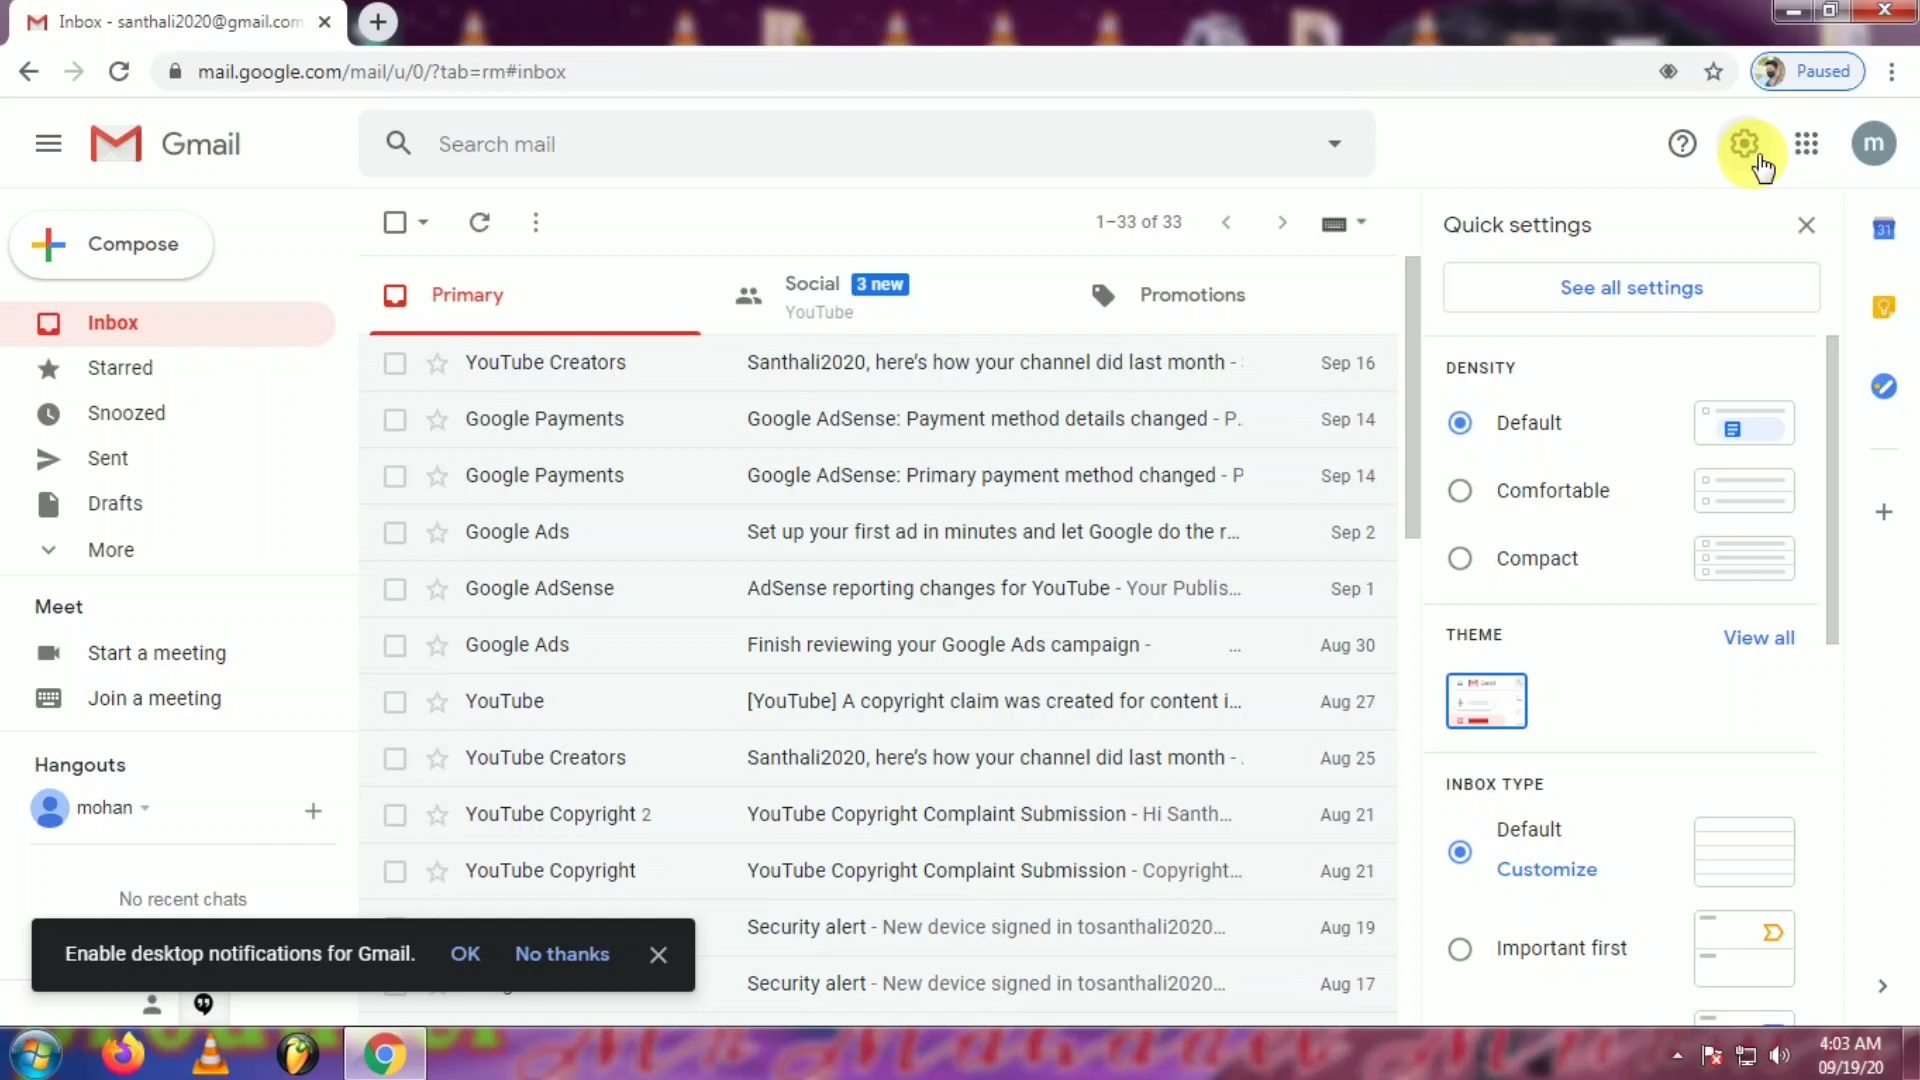 Inbox - santhali2020@gmail.com
mail.google.com/mail/u/0/?tab=rm#inbox
Paused
Gmail
Search mail
m
Compose
1–33 of 33
Quick settings
31
See all settings
Primary
Social 3 new
YouTube
Promotions
Inbox
Starred
Snoozed
Sent
Drafts
More
Meet
Start a meeting
Join a meeting
Hangouts
mohan
No recent chats
YouTube Creators Santhali2020, here's how your channel did last month - Sep 16
Google Payments Google AdSense: Payment method details changed - P... Sep 14
Google Payments Google AdSense: Primary payment method changed - P Sep 14
Google Ads Set up your first ad in minutes and let Google do the r... Sep 2
Google AdSense AdSense reporting changes for YouTube - Your Publis... Sep 1
Google Ads Finish reviewing your Google Ads campaign - ... Aug 30
YouTube [YouTube] A copyright claim was created for content i... Aug 27
YouTube Creators Santhali2020, here's how your channel did last month - Aug 25
YouTube Copyright 2 YouTube Copyright Complaint Submission - Hi Santh... Aug 21
YouTube Copyright YouTube Copyright Complaint Submission - Copyright... Aug 21
Security alert - New device signed in tosanthali2020... Aug 19
Security alert - New device signed in tosanthali2020... Aug 17
DENSITY
Default
Comfortable
Compact
THEME
View all
INBOX TYPE
Default
Customize
Important first
Enable desktop notifications for Gmail. OK No thanks
4:03 AM
09/19/20